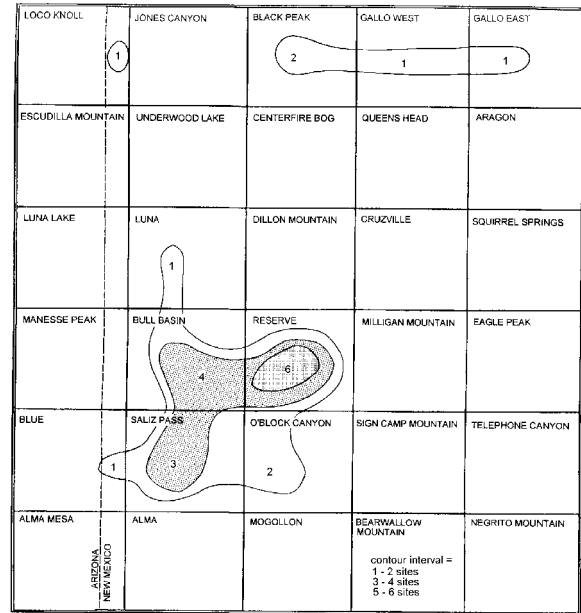 LOCO KNOLL
JONES CANYON
BLACK PEAK
GALLO WEST
GALLO EAST
1
2
1
1
ESCUDILLA MOUNTAIN
UNDERWOOD LAKE
CENTERFIRE BOG
QUEENS HEAD
ARAGON
LUNA LAKE
LUNA
DILLON MOUNTAIN
CRUZVILLE
SQUIRREL SPRINGS
1
MANESSE PEAK
BULL BASIN
RESERVE
MILLIGAN MOUNTAIN
EAGLE PEAK
4
6
BLUE
SALIZ PASS
O'BLOCK CANYON
SIGN CAMP MOUNTAIN
TELEPHONE CANYON
1
3
2
ALMA MESA
ALMA
MOGOLLON
BEARWALLOW
MOUNTAIN
NEGRITO MOUNTAIN
ARIZONA
NEW MEXICO
contour interval =
1 - 2 sites
3 - 4 sites
5 - 6 sites